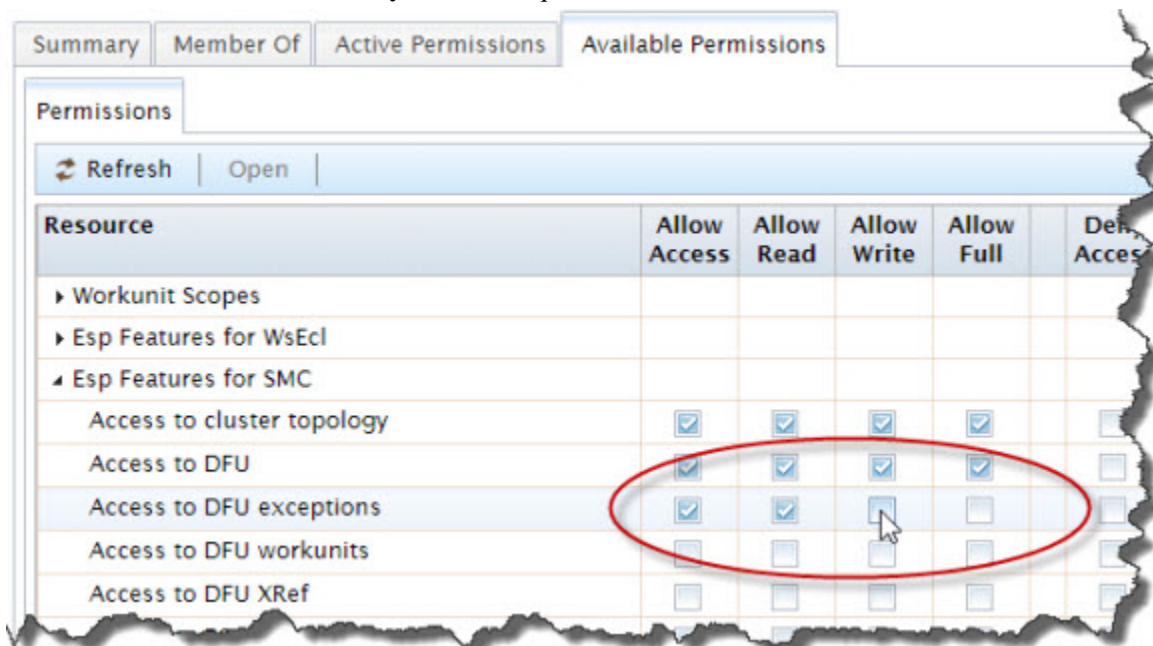 Summary Member Of Active Permissions Available Permissions
Permissions
Refresh Open
Resource Allow Access Allow Read Allow Write Allow Full
Workunit Scopes
Esp Features for WsEcl
Esp Features for SMC
Access to cluster topology
Access to DFU
Access to DFU exceptions
Access to DFU workunits
Access to DFU XRef